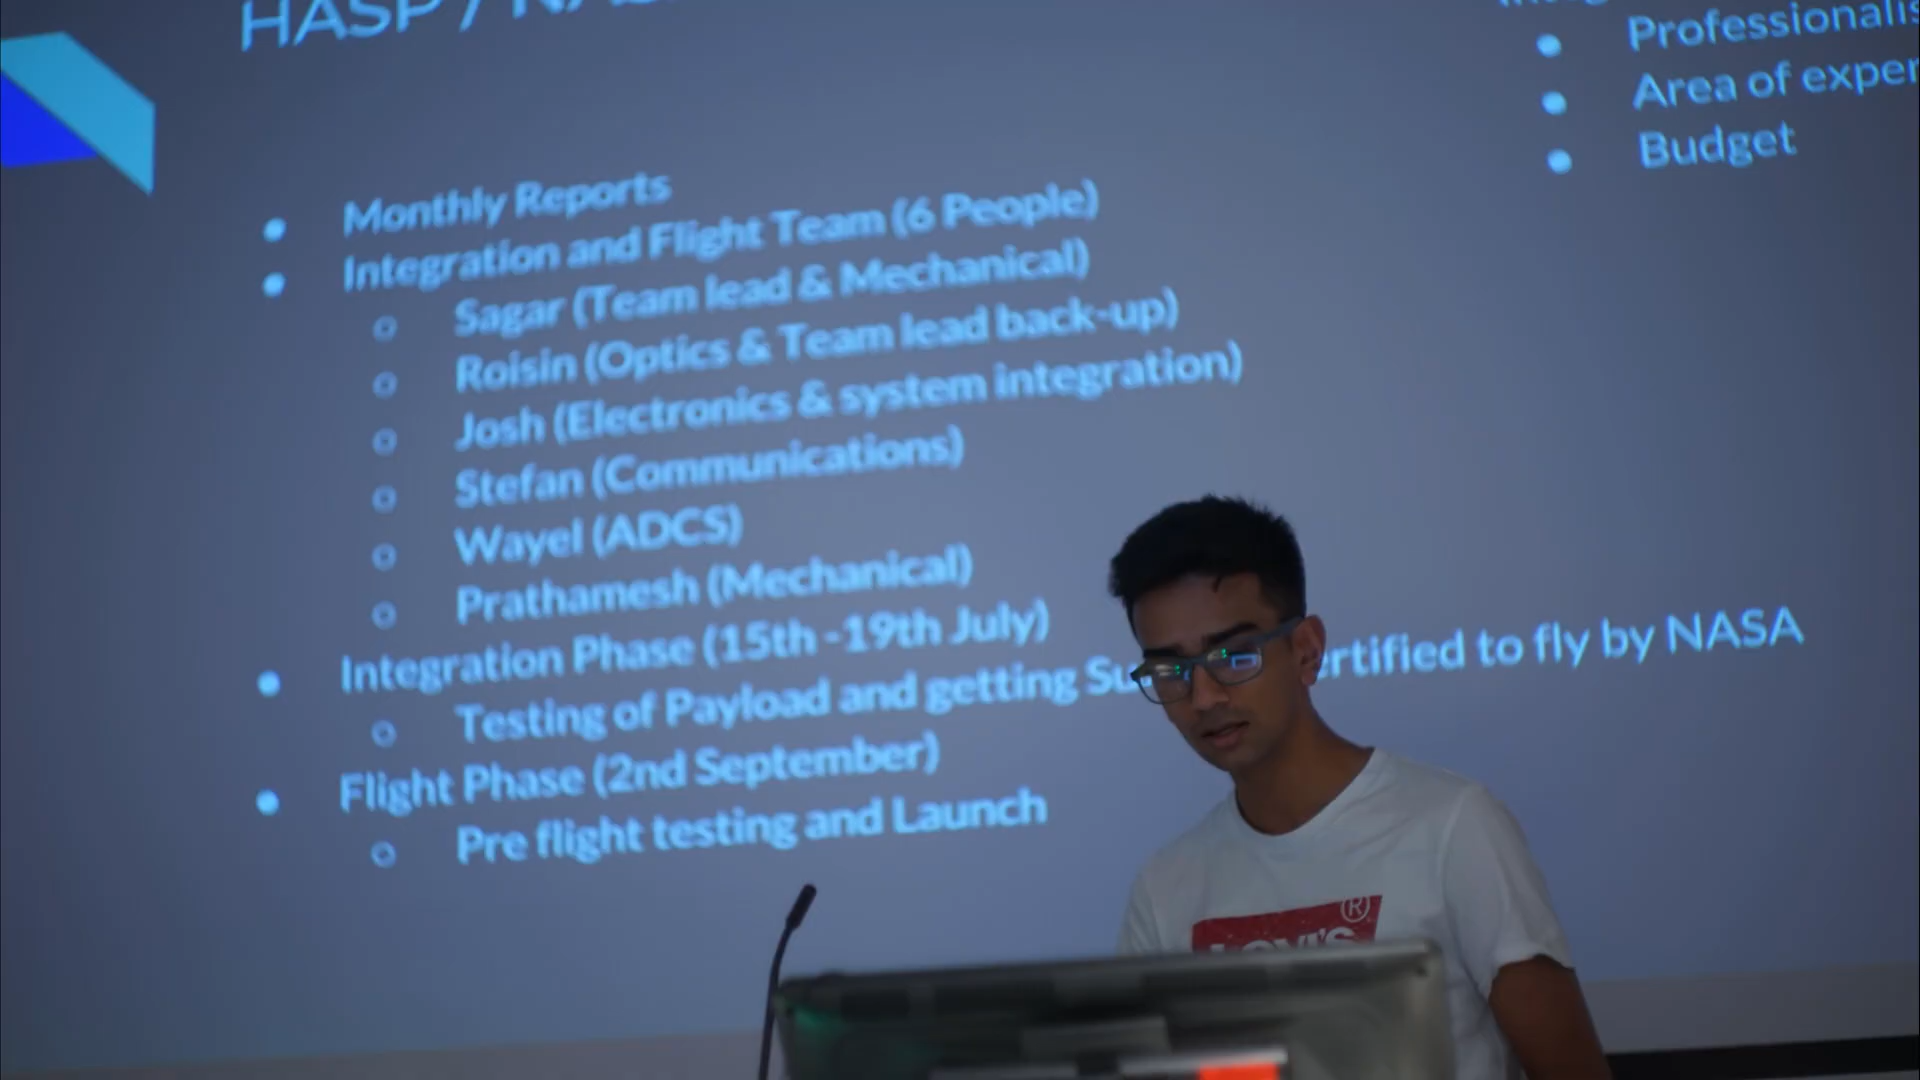 HASP /
Monthly Reports
Integration and Flight Team (6 People)
Sagar (Team lead & Mechanical)
Roisin (Optics & Team lead back-up)
Josh (Electronics & system integration)
Stefan (Communications)
Wayel (ADCS)
Prathamesh (Mechanical)
Integration Phase (15th -19th July)
Testing of Payload and getting Su rtified to fly by NASA
Flight Phase (2nd September)
Pre flight testing and Launch
Professionalis
Area of exper
Budget
LEVI'S ®